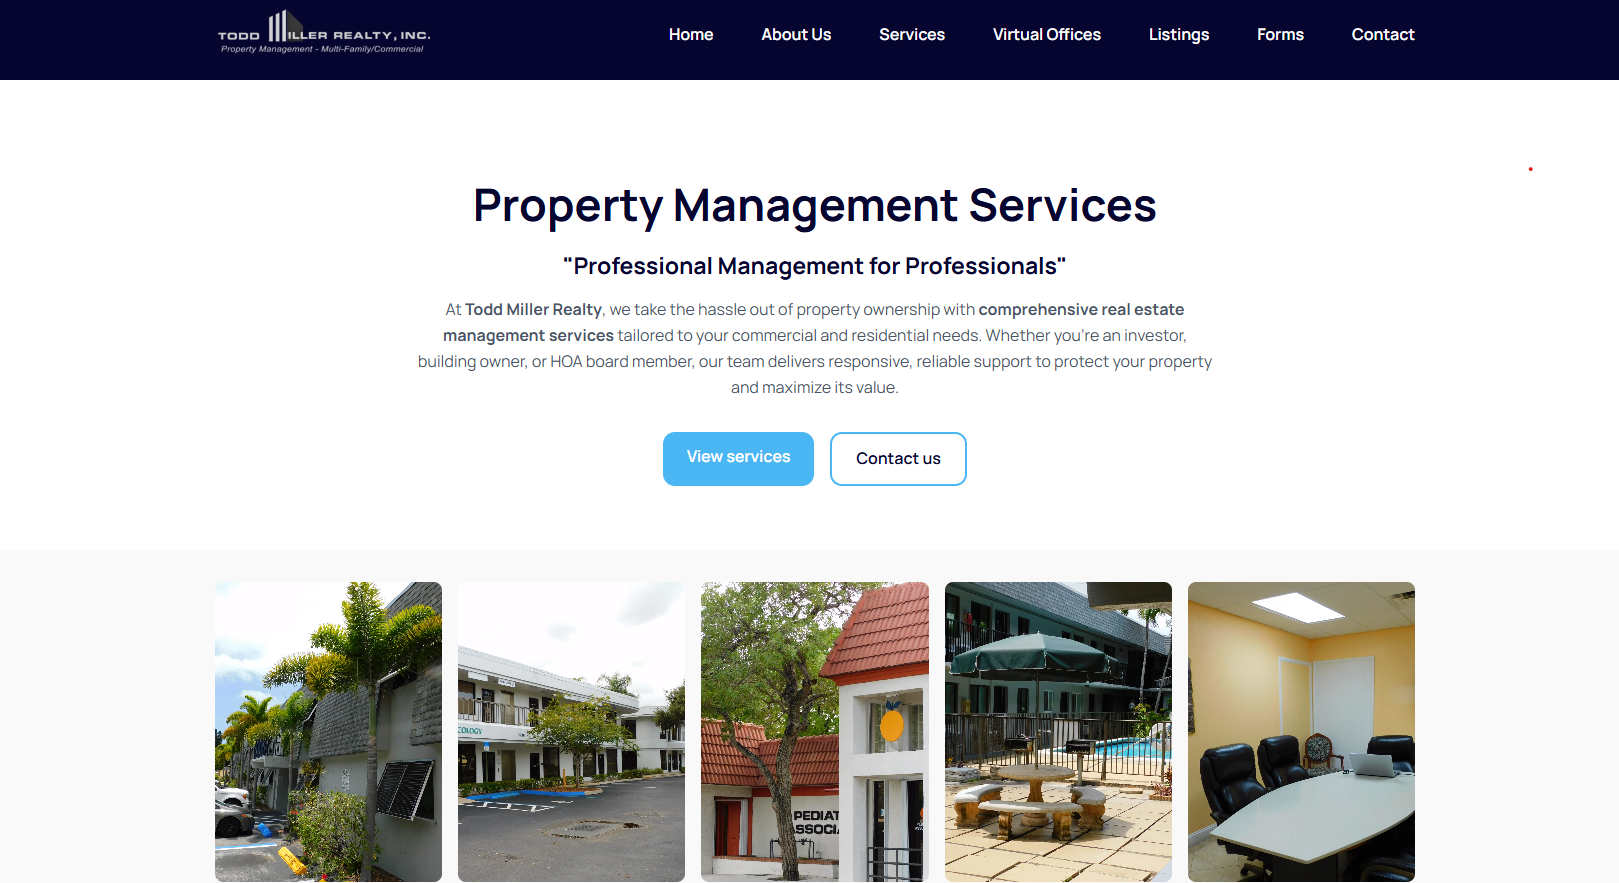 TODD MILLER REALTY, INC.
Property Management - Multi-Family/Commercial
Home
About Us
Services
Virtual Offices
Listings
Forms
Contact
Property Management Services
"Professional Management for Professionals"
At Todd Miller Realty, we take the hassle out of property ownership with comprehensive real estate
management services tailored to your commercial and residential needs. Whether you're an investor,
building owner, or HOA board member, our team delivers responsive, reliable support to protect your property
and maximize its value.
View services
Contact us
COLOGY
PEDIAT
ASSOCIA